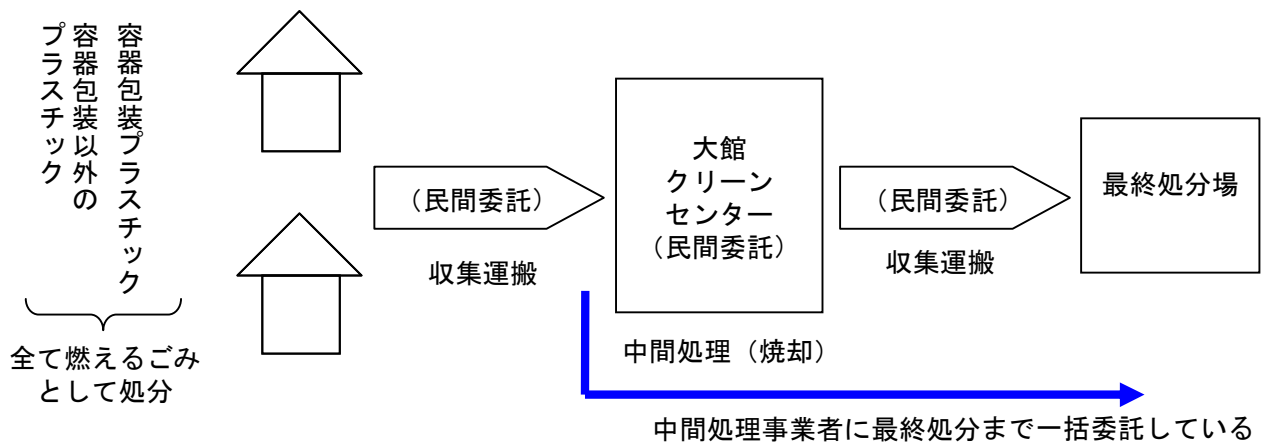 容器包装プラスチック
容器包装以外の
プラスチック
全て燃えるごみ
として処分
（民間委託）
収集運搬
大館
クリーン
センター
（民間委託）
中間処理（焼却）
（民間委託）
収集運搬
最終処分場
中間処理事業者に最終処分まで一括委託している